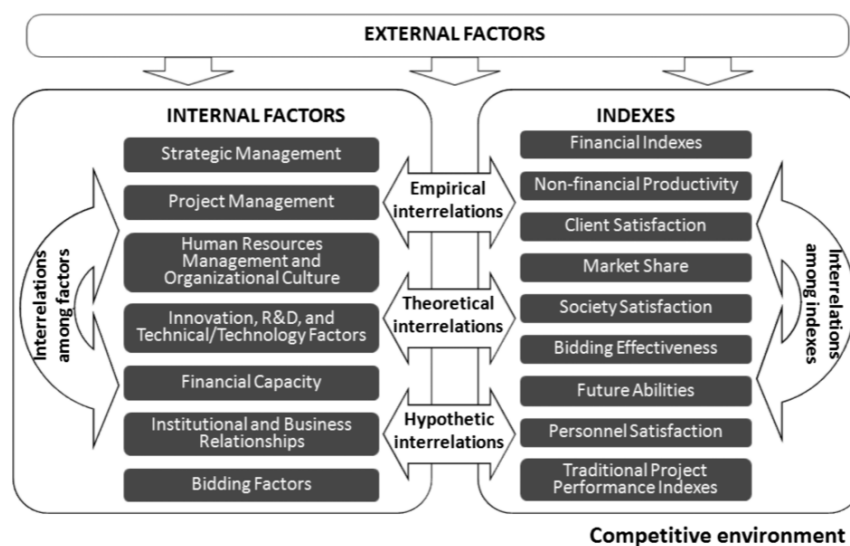 EXTERNAL FACTORS
INTERNAL FACTORS
Strategic Management
Project Management
Human Resources
Management and
Organizational Culture
Innovation, R&D, and
Technical/Technology Factors
Financial Capacity
Institutional and Business
Relationships
Bidding Factors
Interrelations
among factors
Empirical
interrelations
Theoretical
interrelations
Hypothetic
interrelations
INDEXES
Financial Indexes
Non-financial Productivity
Client Satisfaction
Market Share
Society Satisfaction
Bidding Effectiveness
Future Abilities
Personnel Satisfaction
Traditional Project
Performance Indexes
Interrelations
among indexes
Competitive environment